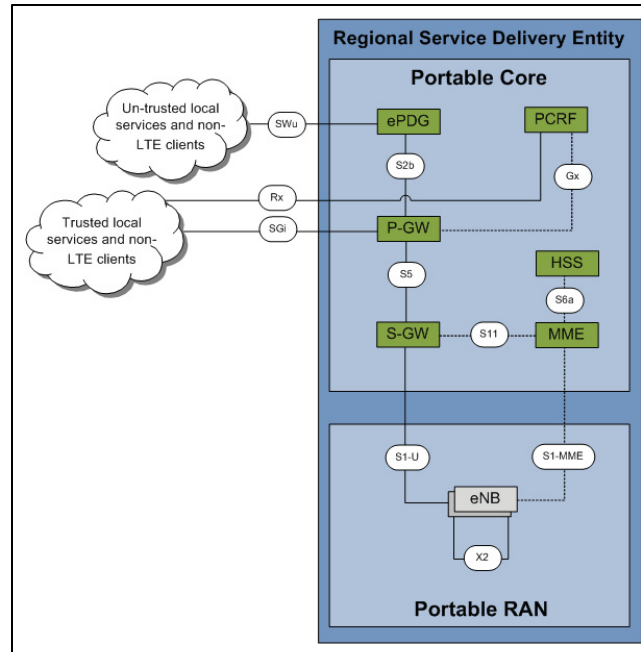 Regional Service Delivery Entity
Portable Core
Un-trusted local
services and non-
LTE clients
SWu
ePDG
PCRF
S2b
Gx
Rx
Trusted local
services and non-
LTE clients
SGi
P-GW
S5
HSS
S6a
S-GW
S11
MME
S1-U
S1-MME
eNB
X2
Portable RAN